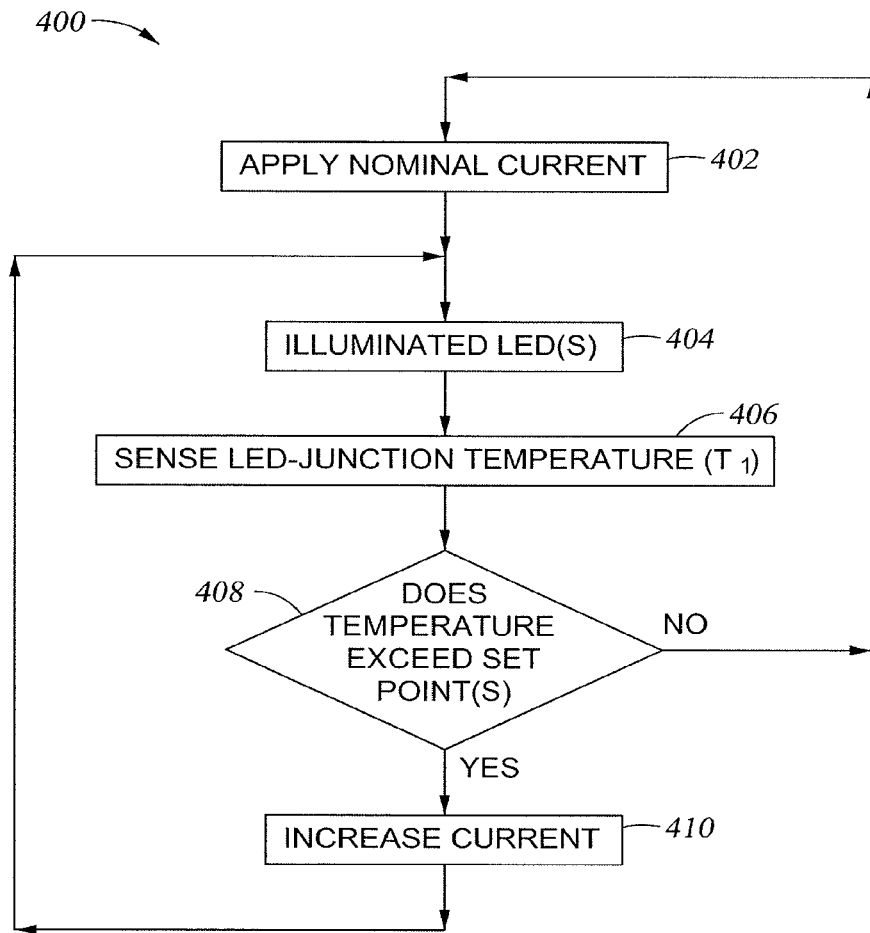 400
APPLY NOMINAL CURRENT
402
ILLUMINATED LED(S)
404
406
SENSE LED-JUNCTION TEMPERATURE (T 1)
408
DOES
TEMPERATURE
EXCEED SET
POINT(S)
NO
YES
INCREASE CURRENT
410